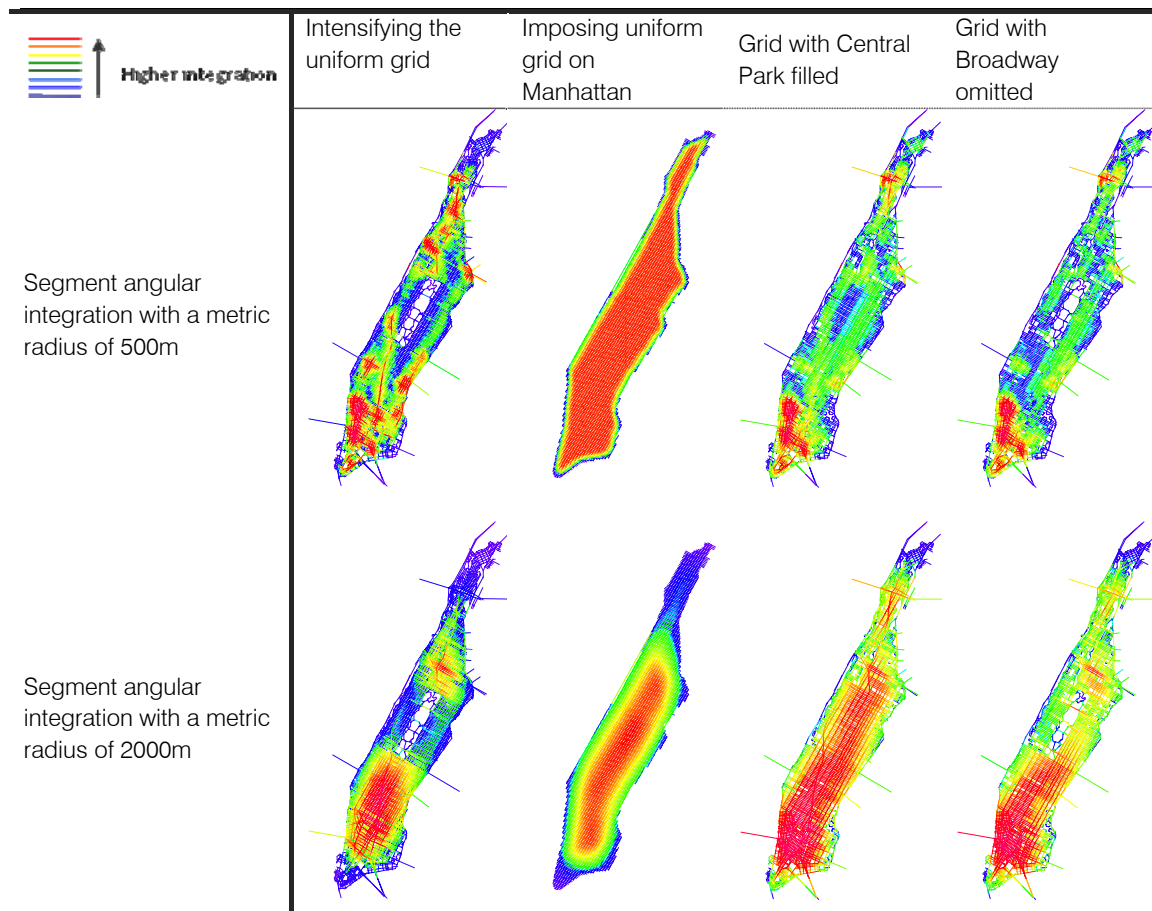 Higher integration
Intensifying the
uniform grid
Imposing uniform
grid on
Manhattan
Grid with Central
Park filled
Grid with
Broadway
omitted
Segment angular
integration with a metric
radius of 500m
Segment angular
integration with a metric
radius of 2000m